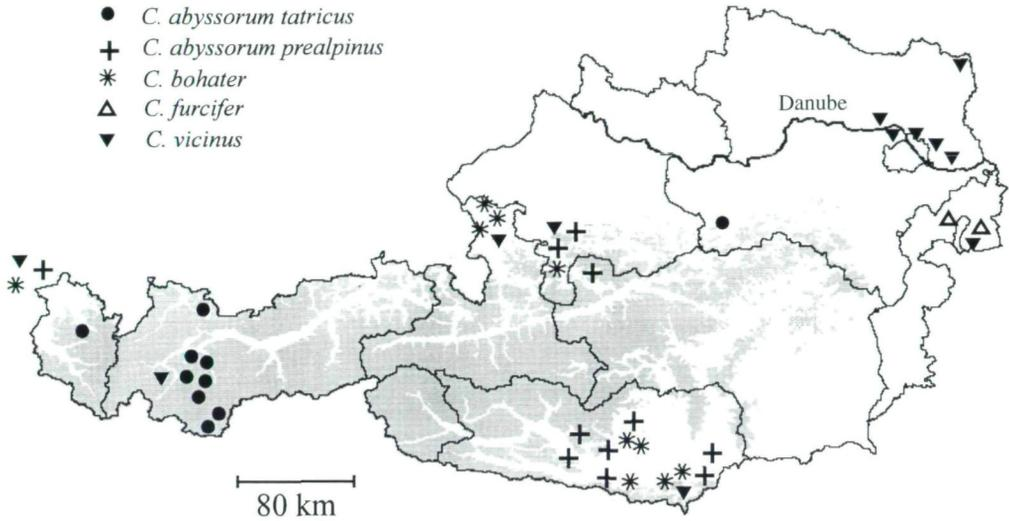 C. abyssorum tatricus
C. abyssorum prealpinus
C. bohater
C. furcifer
C. vicinus
Danube
80 km